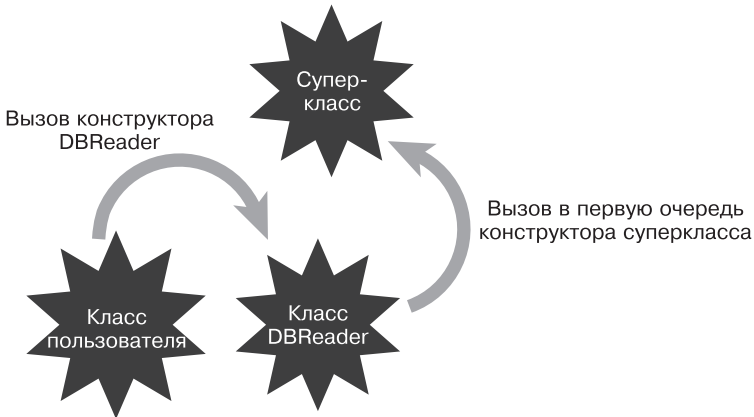 Супер-
класс
Вызов конструктора
DBReader
Вызов в первую очередь
конструктора суперкласса
Класс
пользователя
Класс
DBReader